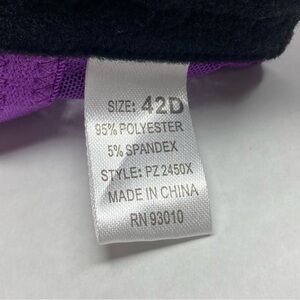 SIZE: 42D
95% POLYESTER
5% SPANDEX
STYLE: PZ 2450X
MADE IN CHINA
RN 93010